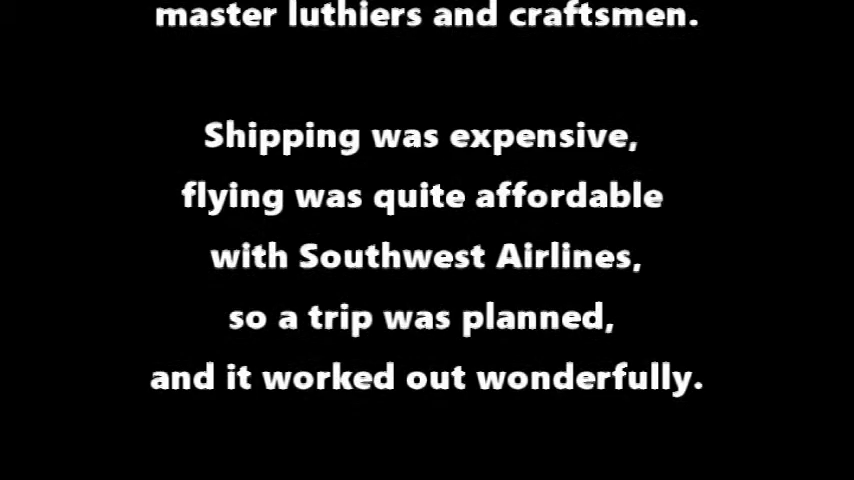 master luthiers and craftsmen.
Shipping was expensive,
flying was quite affordable
with Southwest Airlines,
so a trip was planned,
and it worked out wonderfully.